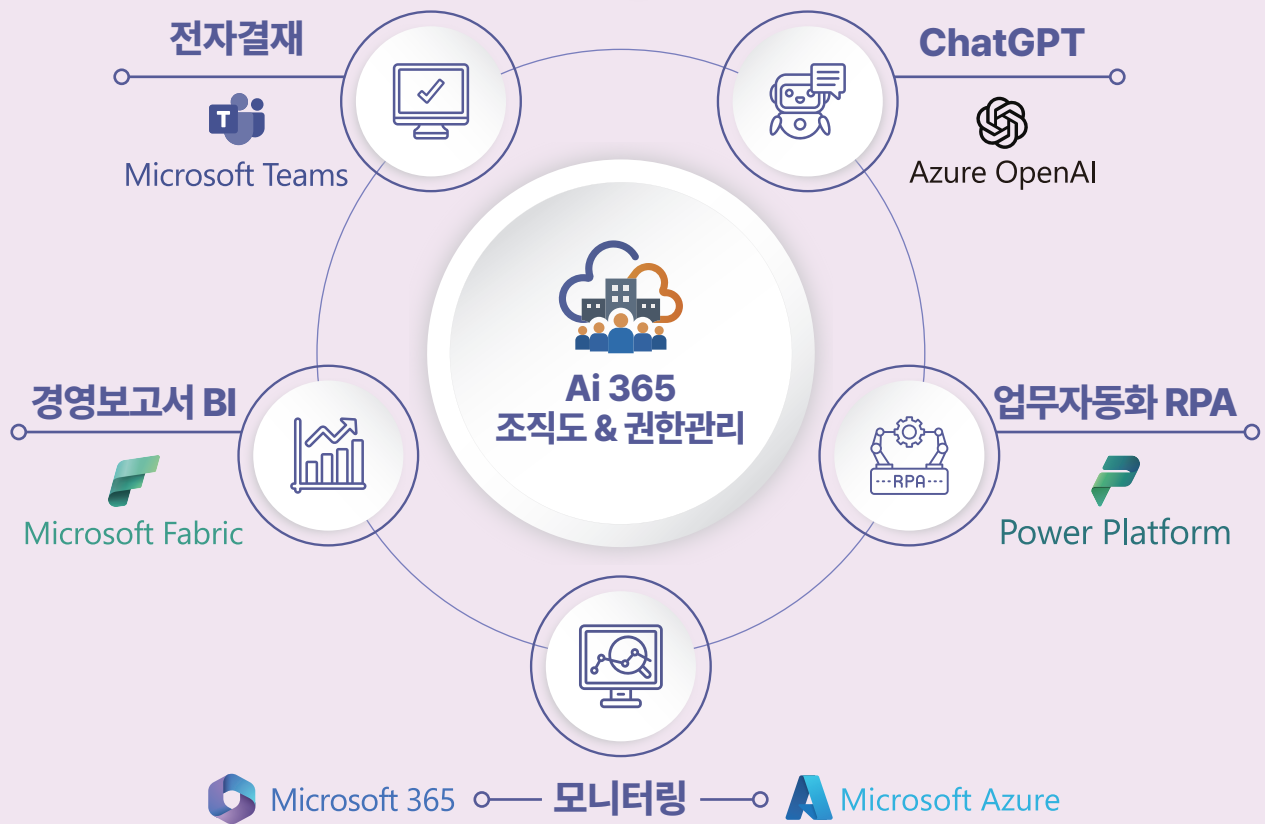 전자결재
T
Microsoft Teams
ChatGPT
Azure OpenAI
Ai 365
조직도 & 권한관리
경영보고서 BI
Microsoft Fabric
업무자동화 RPA
RPA
Power Platform
Microsoft 365
모니터링
Microsoft Azure